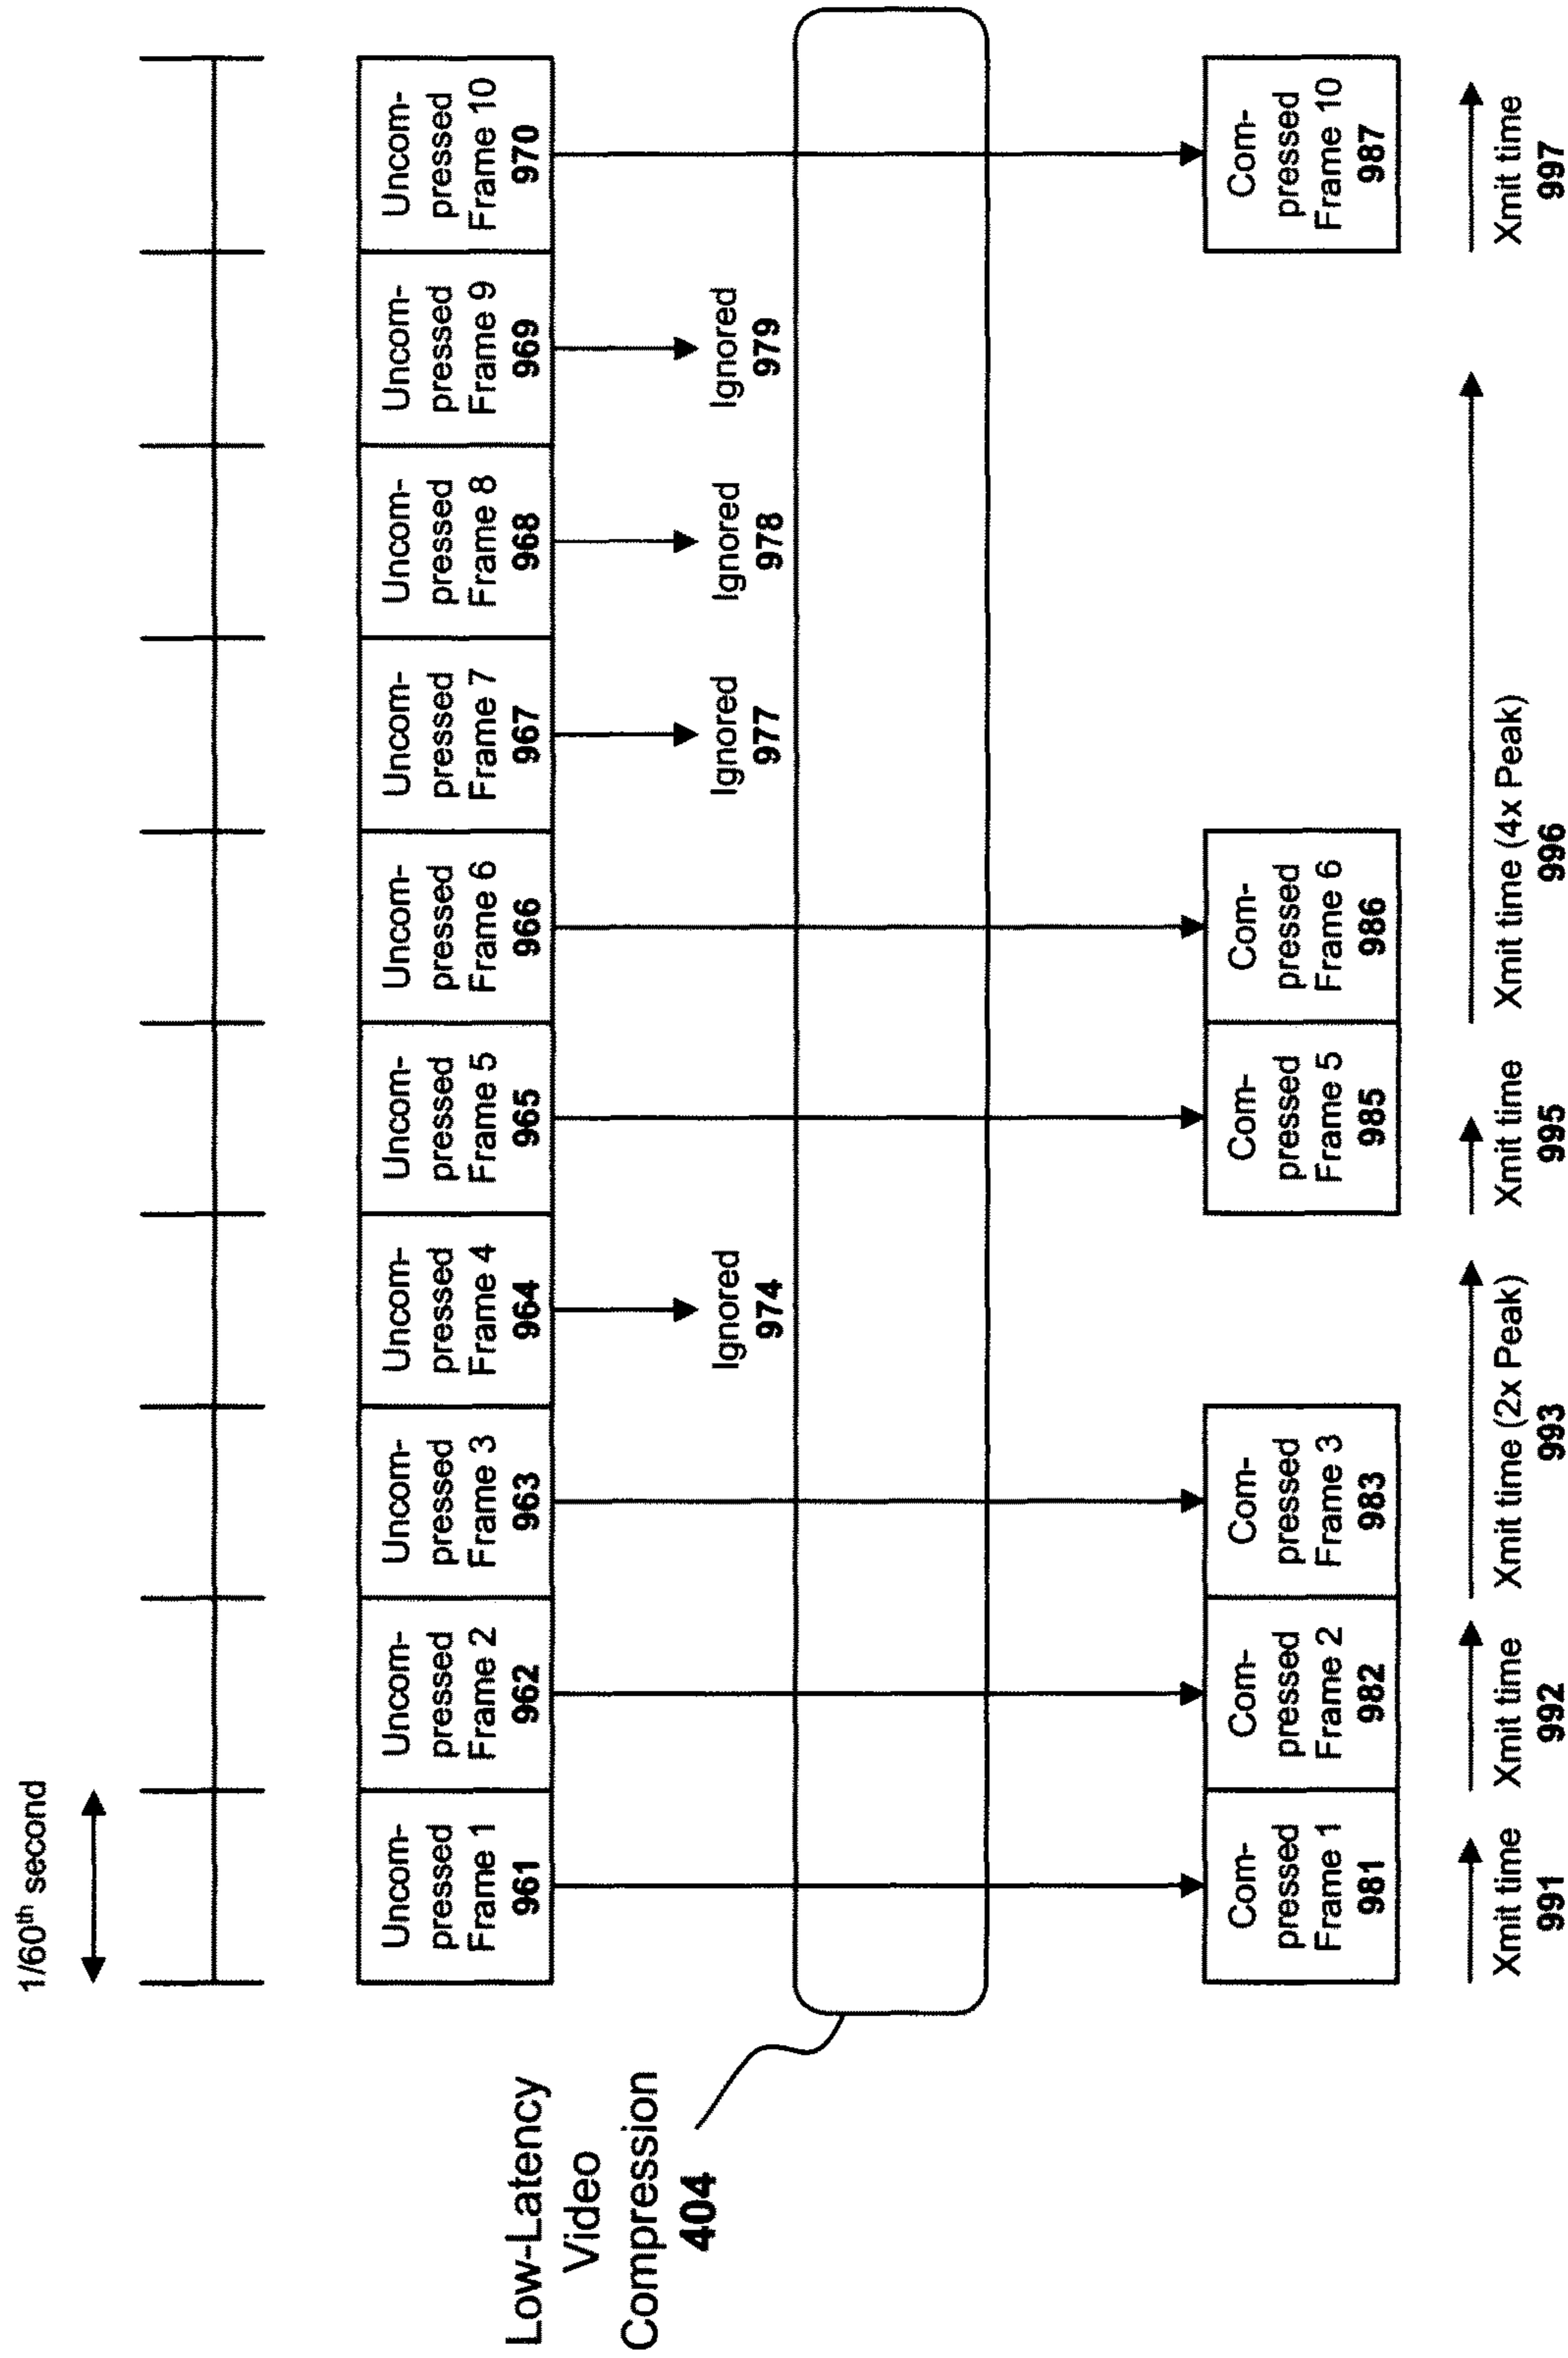 1/60th second
Uncom-
pressed
Frame 1
961
Uncom-
pressed
Frame 2
962
Uncom-
pressed
Frame 3
963
Uncom-
pressed
Frame 4
964
Uncom-
pressed
Frame 5
965
Uncom-
pressed
Frame 6
966
Uncom-
pressed
Frame 7
967
Uncom-
pressed
Frame 8
968
Uncom-
pressed
Frame 9
969
Uncom-
pressed
Frame 10
970
Ignored
974
Ignored
977
Ignored
978
Ignored
979
Low-Latency
Video
Compression
404
Com-
pressed
Frame 1
981
Com-
pressed
Frame 2
982
Com-
pressed
Frame 3
983
Com-
pressed
Frame 5
985
Com-
pressed
Frame 6
986
Com-
pressed
Frame 10
987
Xmit time
991
Xmit time
992
Xmit time (2x Peak)
993
Xmit time
995
Xmit time (4x Peak)
996
Xmit time
997